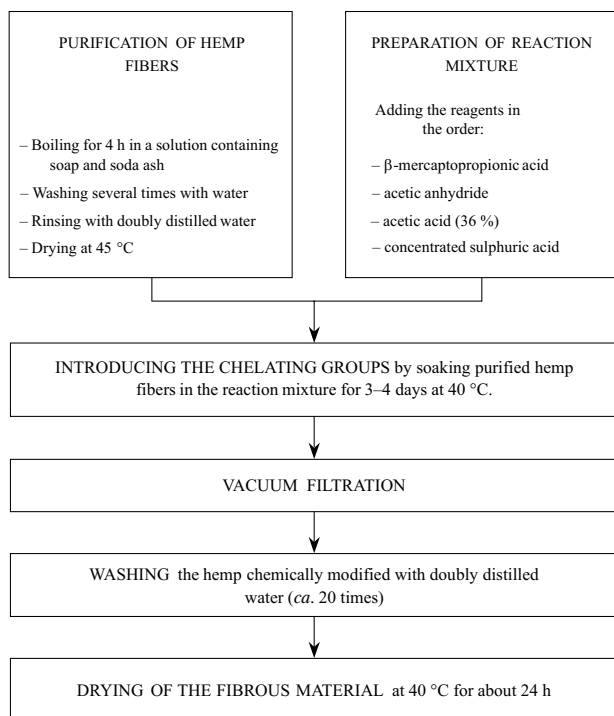 PURIFICATION OF HEMP
FIBERS
– Boiling for 4 h in a solution containing
soap and soda ash
– Washing several times with water
– Rinsing with doubly distilled water
– Drying at 45 °C
PREPARATION OF REACTION
MIXTURE
Adding the reagents in
the order:
– β-mercaptopropionic acid
– acetic anhydride
– acetic acid (36 %)
– concentrated sulphuric acid
INTRODUCING THE CHELATING GROUPS by soaking purified hemp
fibers in the reaction mixture for 3–4 days at 40 °C.
VACUUM FILTRATION
WASHING the hemp chemically modified with doubly distilled
water (ca. 20 times)
DRYING OF THE FIBROUS MATERIAL at 40 °C for about 24 h